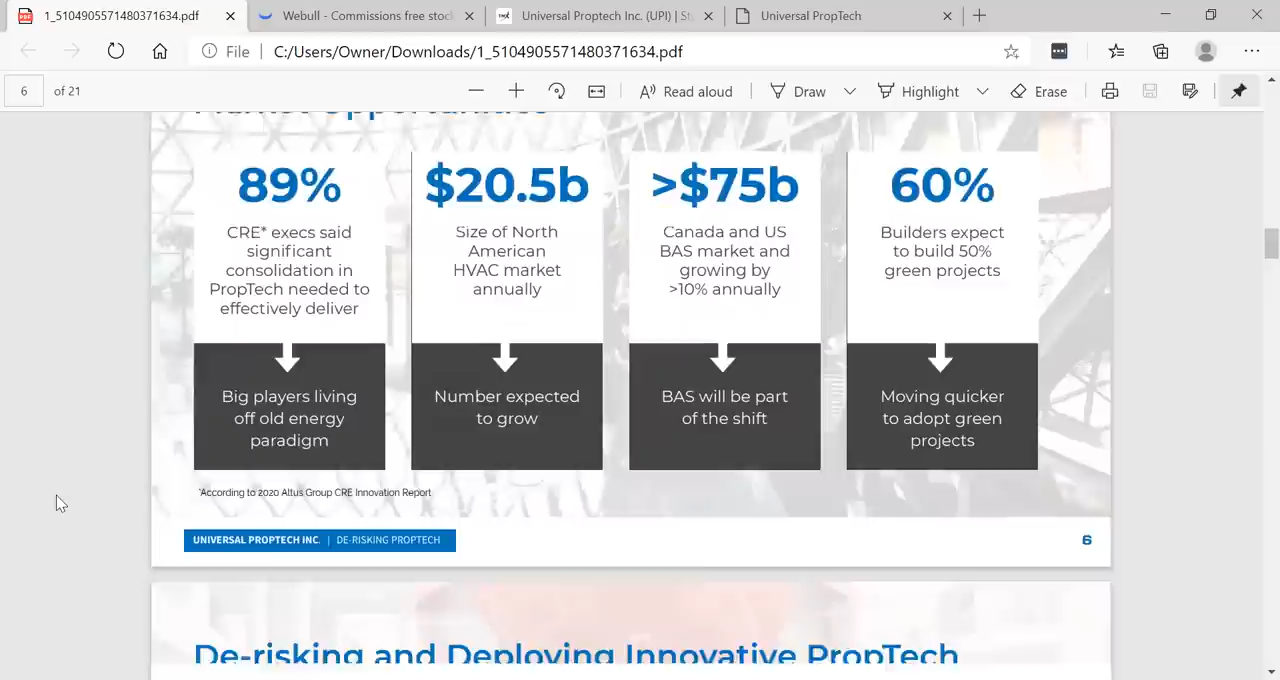 1_5104905571480371634.pdf
Webull - Commissions free stoc
Universal Proptech Inc. (UPI) | St
Universal PropTech
File
C:/Users/Owner/Downloads/1_5104905571480371634.pdf
6 of 21
Read aloud
Draw
Highlight
Erase
Market Opportunities
89%
CRE* execs said
significant
consolidation in
PropTech needed to
effectively deliver
Big players living
off old energy
paradigm
$20.5b
Size of North
American
HVAC market
annually
Number expected
to grow
>$75b
Canada and US
BAS market and
growing by
>10% annually
BAS will be part
of the shift
60%
Builders expect
to build 50%
green projects
Moving quicker
to adopt green
projects
*According to 2020 Altus Group CRE Innovation Report
UNIVERSAL PROPTECH INC. | DE-RISKING PROPTECH
6
De-risking and Deploying Innovative PropTech